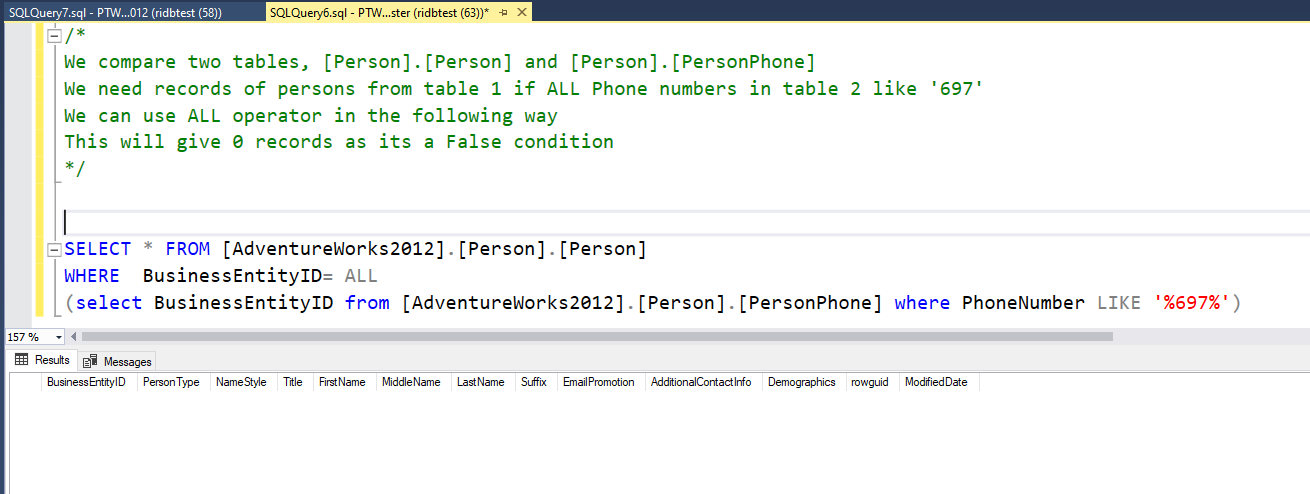 SQLQuery7.sql - PTW...012 (ridbtest (58)) SQLQuery6.sql - PTW...ster (ridbtest (63))*
/*
We compare two tables, [Person].[Person] and [Person].[PersonPhone]
We need records of persons from table 1 if ALL Phone numbers in table 2 like '697'
We can use ALL operator in the following way
This will give 0 records as its a False condition
*/
SELECT * FROM [AdventureWorks2012].[Person].[Person]
WHERE  BusinessEntityID= ALL
(select BusinessEntityID from [AdventureWorks2012].[Person].[PersonPhone] where PhoneNumber LIKE '%697%')
157 %
Results Messages
BusinessEntityID PersonType NameStyle Title FirstName MiddleName LastName Suffix EmailPromotion AdditionalContactInfo Demographics rowguid ModifiedDate